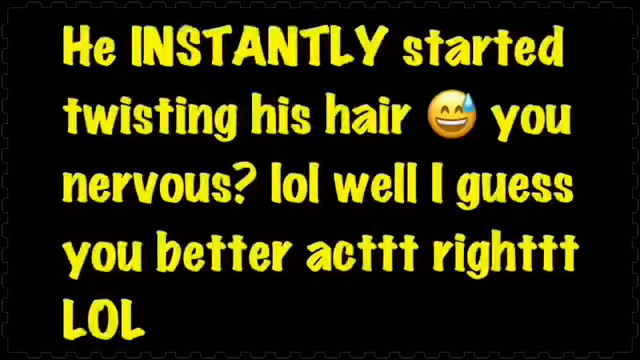 He INSTANTLY started
twisting his hair 😅 you
nervous? lol well I guess
you better acttt righttt
LOL